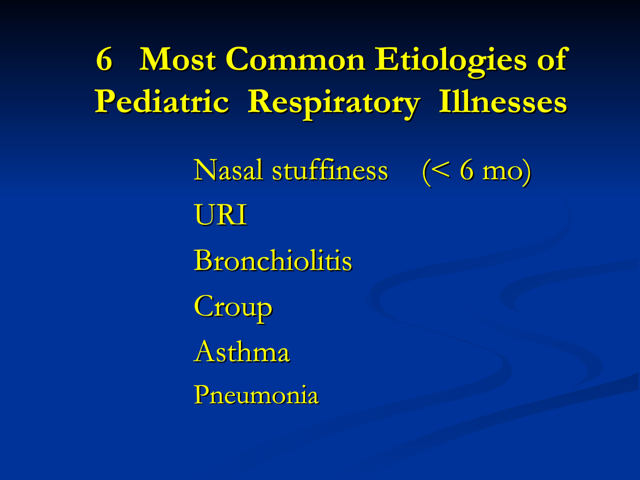 6 Most Common Etiologies of
Pediatric Respiratory Illnesses
Nasal stuffiness (< 6 mo)
URI
Bronchiolitis
Croup
Asthma
Pneumonia